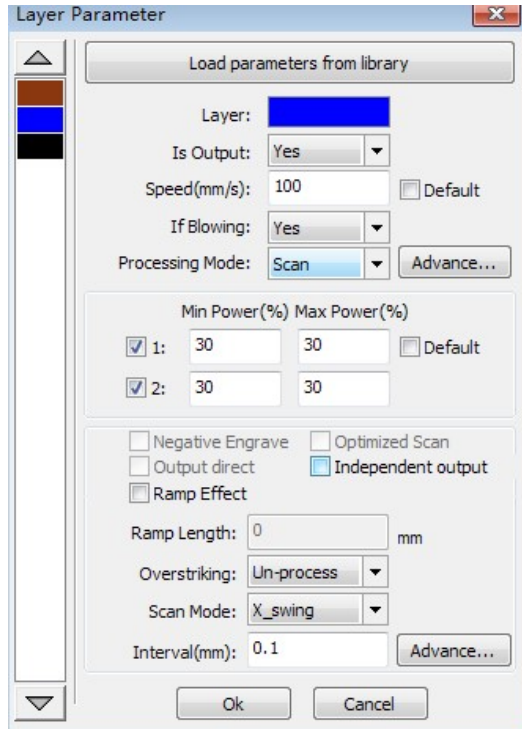 Layer Parameter
Load parameters from library
Layer:
Is Output: Yes
Speed(mm/s): 100 Default
If Blowing: Yes
Processing Mode: Scan Advance...
Min Power(%) Max Power(%)
1: 30 30 Default
2: 30 30
Negative Engrave Optimized Scan
Output direct Independent output
Ramp Effect
Ramp Length: 0 mm
Overstriking: Un-process
Scan Mode: X_swing
Interval(mm): 0.1 Advance...
Ok Cancel